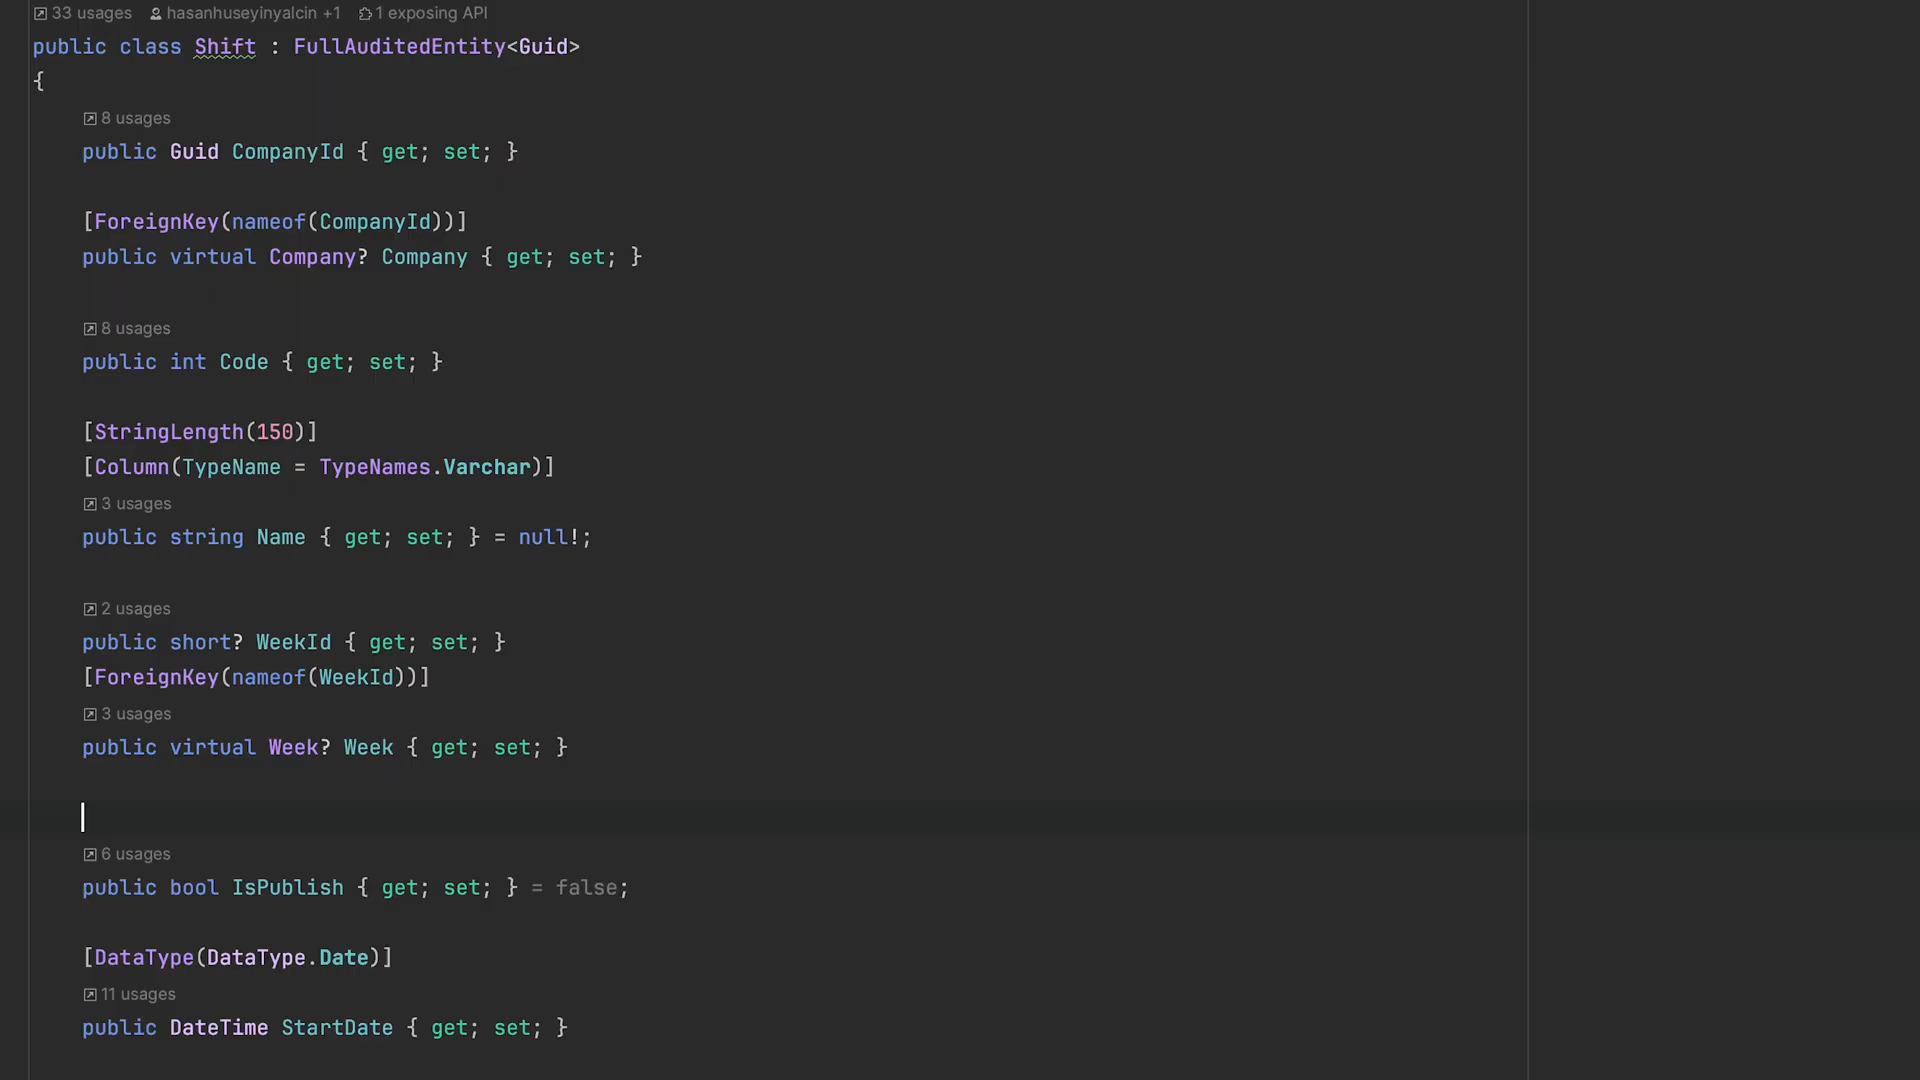 33 usages hasanhuseyinyalcin +1 1 exposing API
public class Shift : FullAuditedEntity<Guid>
{
8 usages
public Guid CompanyId { get; set; }
[ForeignKey(nameof(CompanyId))]
public virtual Company? Company { get; set; }
8 usages
public int Code { get; set; }
[StringLength(150)]
[Column(TypeName = TypeNames.Varchar)]
3 usages
public string Name { get; set; } = null!;
2 usages
public short? WeekId { get; set; }
[ForeignKey(nameof(WeekId))]
3 usages
public virtual Week? Week { get; set; }
6 usages
public bool IsPublish { get; set; } = false;
[DataType(DataType.Date)]
11 usages
public DateTime StartDate { get; set; }